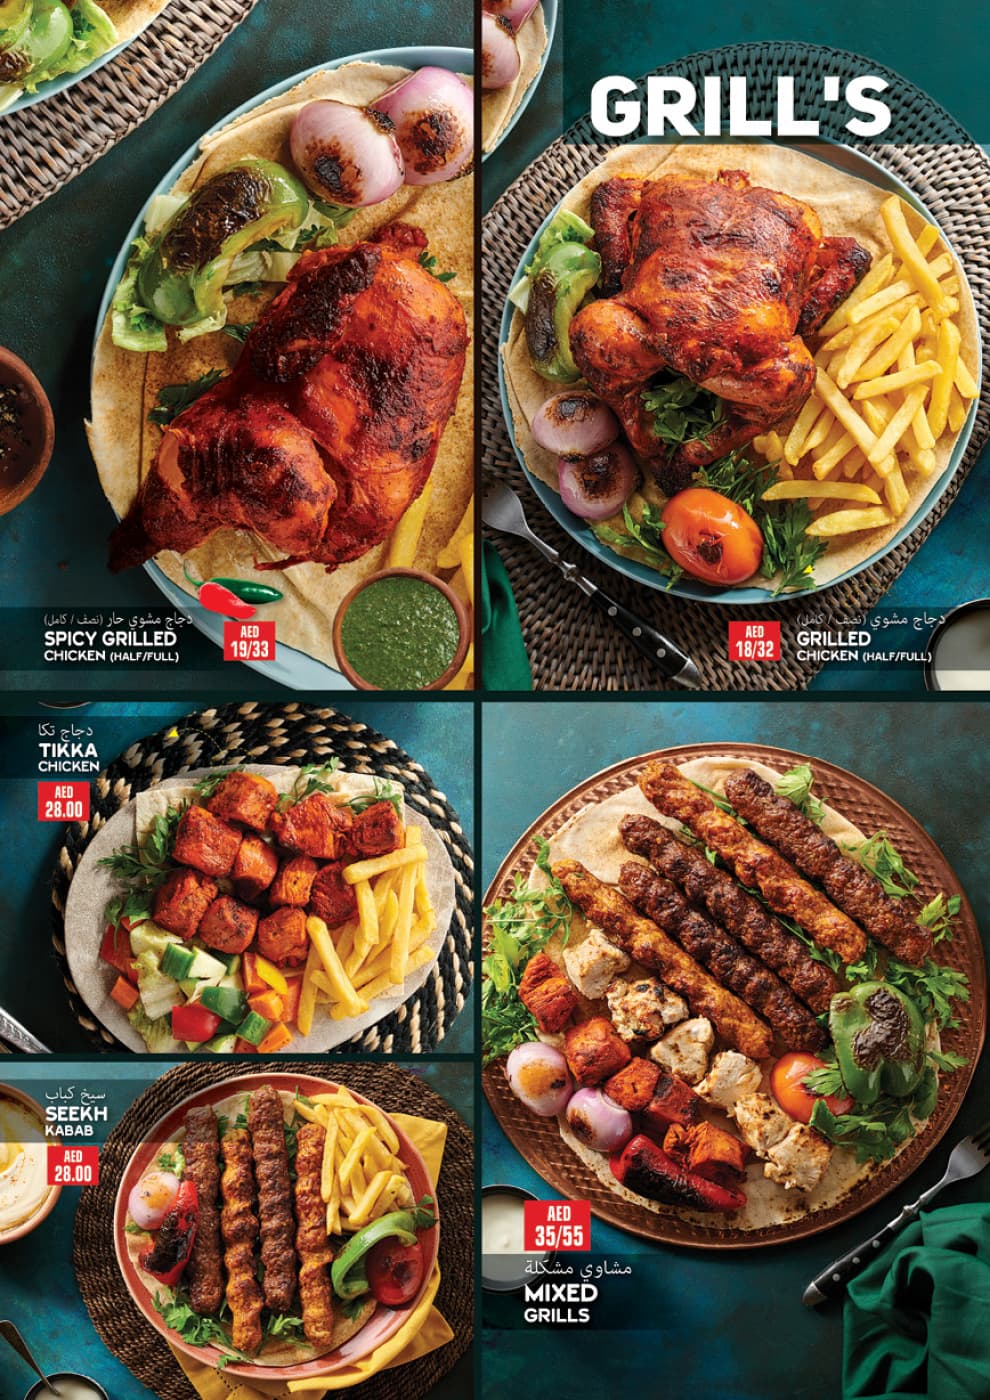 GRILL'S
دجاج مشوي حار (نصف / كامل)
SPICY GRILLED
CHICKEN (HALF/FULL)
AED
19/33
دجاج مشوي (نصف / كامل)
GRILLED
CHICKEN (HALF/FULL)
AED
18/32
دجاج تكا
TIKKA
CHICKEN
AED
28.00
سيخ كباب
SEEKH
KABAB
AED
28.00
AED
35/55
مشاوي مشكلة
MIXED
GRILLS